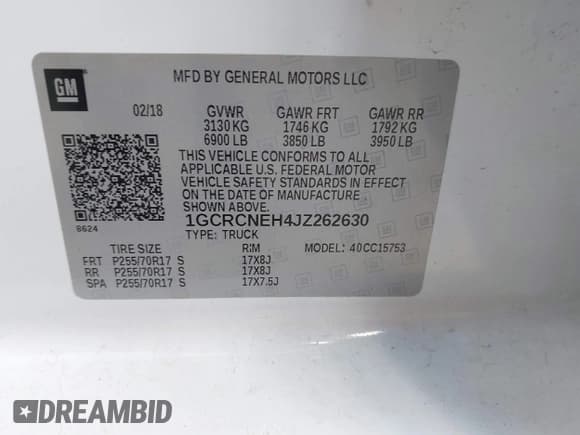 GM
MFD BY GENERAL MOTORS LLC
02/18 GVWR GAWR FRT GAWR RR
3130 KG 1746 KG 1792 KG
6900 LB 3850 LB 3950 LB
THIS VEHICLE CONFORMS TO ALL
APPLICABLE U.S. FEDERAL MOTOR
VEHICLE SAFETY STANDARDS IN EFFECT
ON THE DATE OF MANUFACTURE
SHOWN ABOVE.
8624
1GCRCNEH4JZ262630
TYPE: TRUCK
TIRE SIZE RIM MODEL: 40CC15753
FRT P255/70R17 S 17X8J
RR P255/70R17 S 17X8J
SPA P255/70R17 S 17X7.5J
DREAMBID